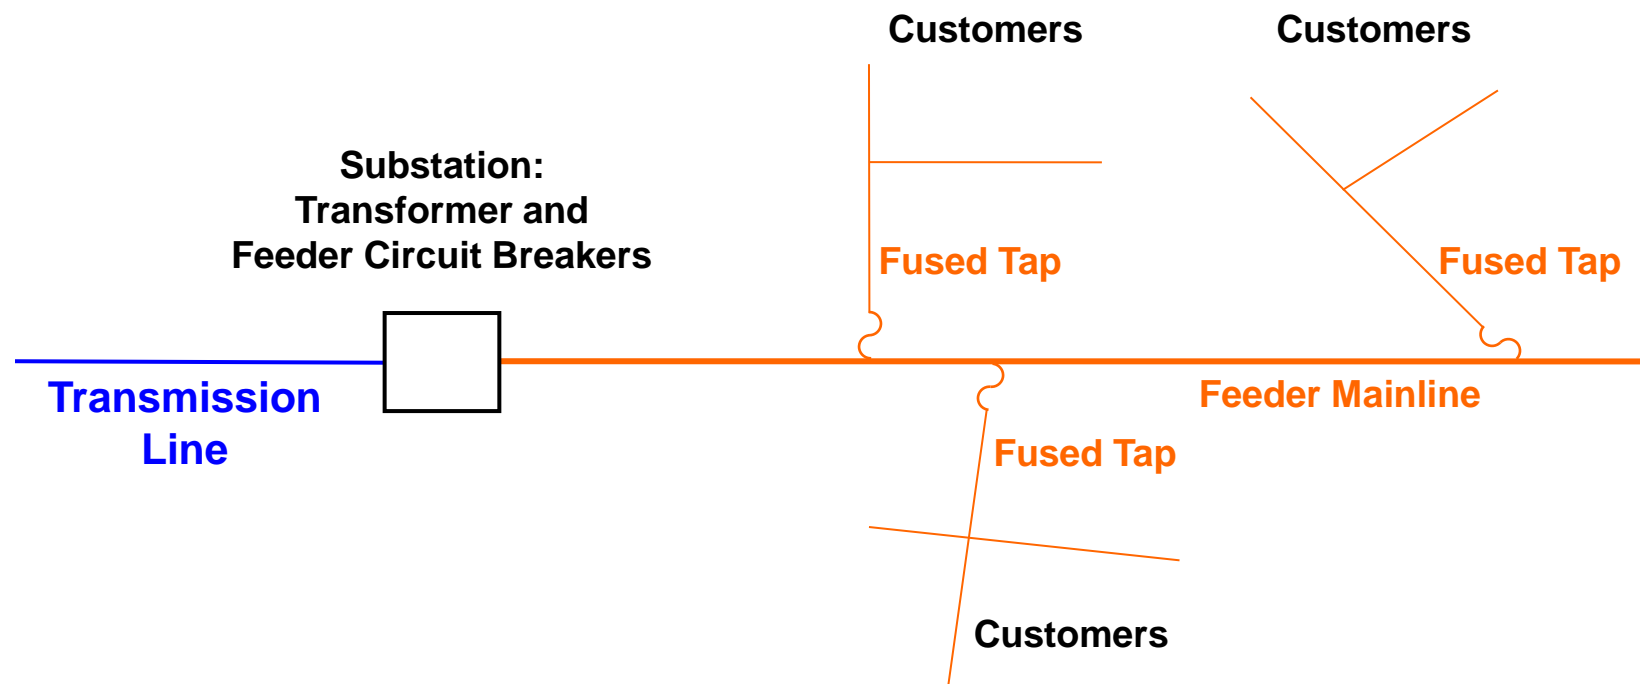 Customers
Customers
Substation:
Transformer and
Feeder Circuit Breakers
Fused Tap
Fused Tap
Transmission
Line
Feeder Mainline
Fused Tap
Customers